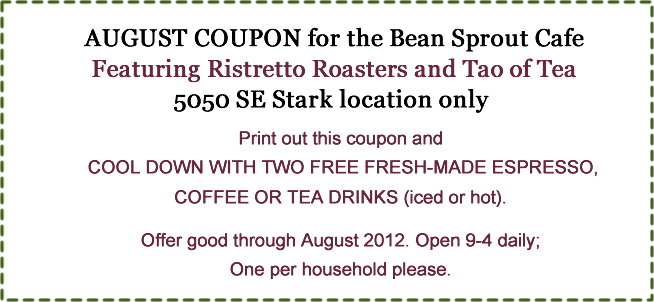 AUGUST COUPON for the Bean Sprout Cafe
Featuring Ristretto Roasters and Tao of Tea
5050 SE Stark location only
Print out this coupon and
COOL DOWN WITH TWO FREE FRESH-MADE ESPRESSO,
COFFEE OR TEA DRINKS (iced or hot).
Offer good through August 2012. Open 9-4 daily;
One per household please.